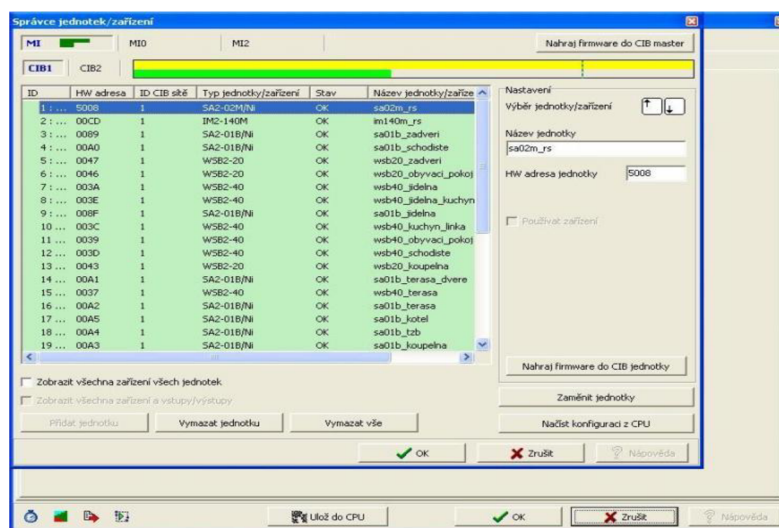 Správce jednotek/zařízení
MI MI0 MI2 Nahraj firmware do CIB master
CIB1 CIB2
ID HW adresa ID CIB sítě Typ jednotky/zařízení Stav Název jednotky/zaříze
1 : ... 5008 1 SA2-02M/Ni OK sa02m_rs
2 : ... 00CD 1 IM2-140M OK im140m_rs
3 : ... 0089 1 SA2-01B/Ni OK sa01b_zadveri
4 : ... 00A0 1 SA2-01B/Ni OK sa01b_schodiste
5 : ... 0047 1 WSB2-20 OK wsb20_zadveri
6 : ... 0046 1 WSB2-20 OK wsb20_obyvaci_pokoj
7 : ... 003A 1 WSB2-40 OK wsb40_jidelna
8 : ... 003E 1 WSB2-40 OK wsb40_jidelna_kuchyn
9 : ... 008F 1 SA2-01B/Ni OK sa01b_jidelna
10 ... 003C 1 WSB2-40 OK wsb40_kuchyn_linka
11 ... 0039 1 WSB2-40 OK wsb40_obyvaci_pokoj
12 ... 003D 1 WSB2-40 OK wsb40_schodiste
13 ... 0043 1 WSB2-20 OK wsb20_koupelna
14 ... 00A1 1 SA2-01B/Ni OK sa01b_terasa_dvere
15 ... 0037 1 WSB2-40 OK wsb40_terasa
16 ... 00A2 1 SA2-01B/Ni OK sa01b_terasa
17 ... 00A5 1 SA2-01B/Ni OK sa01b_kotel
18 ... 00A4 1 SA2-01B/Ni OK sa01b_tzb
19 ... 00A3 1 SA2-01B/Ni OK sa01b_koupelna
Nastavení
Výběr jednotky/zařízení
Název jednotky
sa02m_rs
HW adresa jednotky 5008
Používat zařízení
Nahraj firmware do CIB jednotky
Zobrazit všechna zařízení všech jednotek
Zobrazit všechna zařízení a vstupy/výstupy
Zaměnit jednotky
Přidat jednotku Vymazat jednotku Vymazat vše Načíst konfiguraci z CPU
OK Zrušit Nápověda
Ulož do CPU OK Zrušit Nápověda